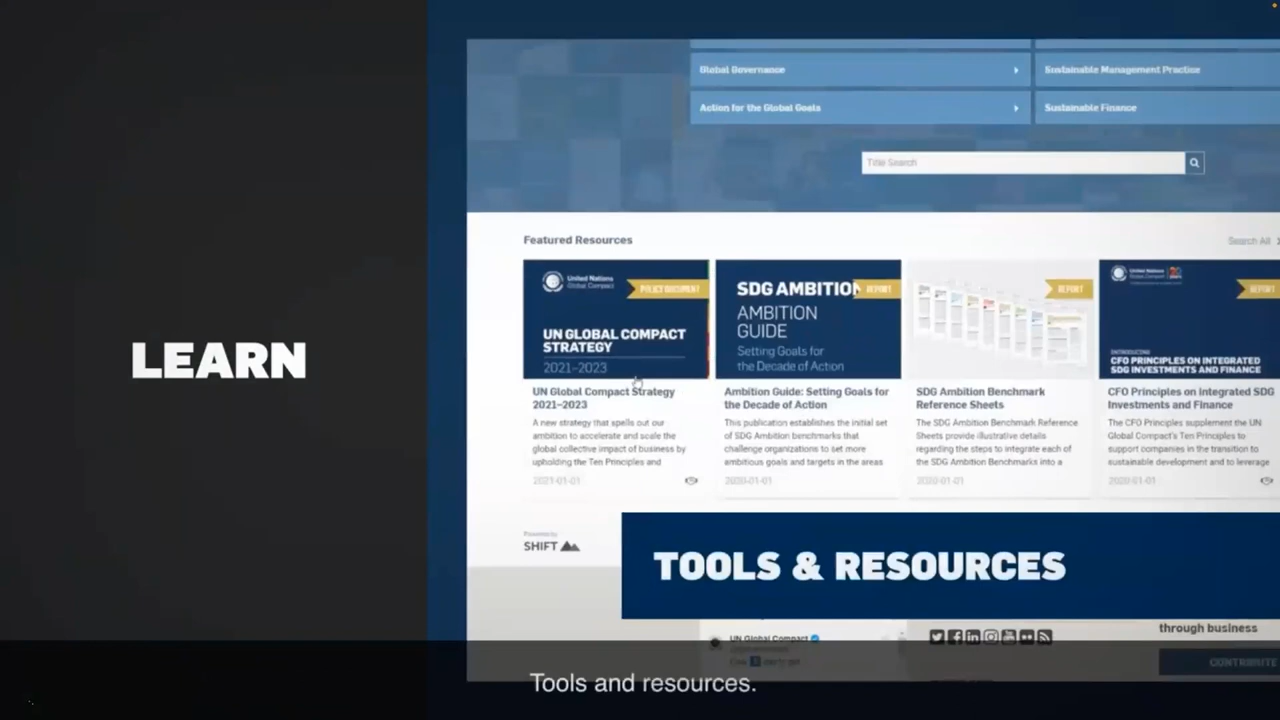 Global Governance
Sustainable Management Practice
Action for the Global Goals
Sustainable Finance
Title Search
LEARN
Featured Resources
Search All
United Nations
Global Compact
POLICY DOCUMENT
UN GLOBAL COMPACT
STRATEGY
2021–2023
UN Global Compact Strategy
2021–2023
A new strategy that spells out our
ambition to accelerate and scale the
global collective impact of business by
upholding the Ten Principles and
2021-01-01
SDG AMBITION
REPORT
AMBITION
GUIDE
Setting Goals for
the Decade of Action
Ambition Guide: Setting Goals for
the Decade of Action
This publication establishes the initial set
of SDG Ambition benchmarks that
challenge organizations to set more
ambitious goals and targets in the areas
2020-01-01
REPORT
SDG Ambition Benchmark
Reference Sheets
The SDG Ambition Benchmark Reference
Sheets provide illustrative details
regarding the steps to integrate each of
the SDG Ambition Benchmarks into a
2020-01-01
United Nations
Global Compact
REPORT
INTRODUCING
CFO PRINCIPLES ON INTEGRATED
SDG INVESTMENTS AND FINANCE
CFO Principles on Integrated SDG
Investments and Finance
The CFO Principles supplement the UN
Global Compact's Ten Principles to
support companies in the transition to
sustainable development and to leverage
2020-01-01
Powered by
SHIFT
TOOLS & RESOURCES
UN Global Compact
through business
CONTRIBUTE
Tools and resources.